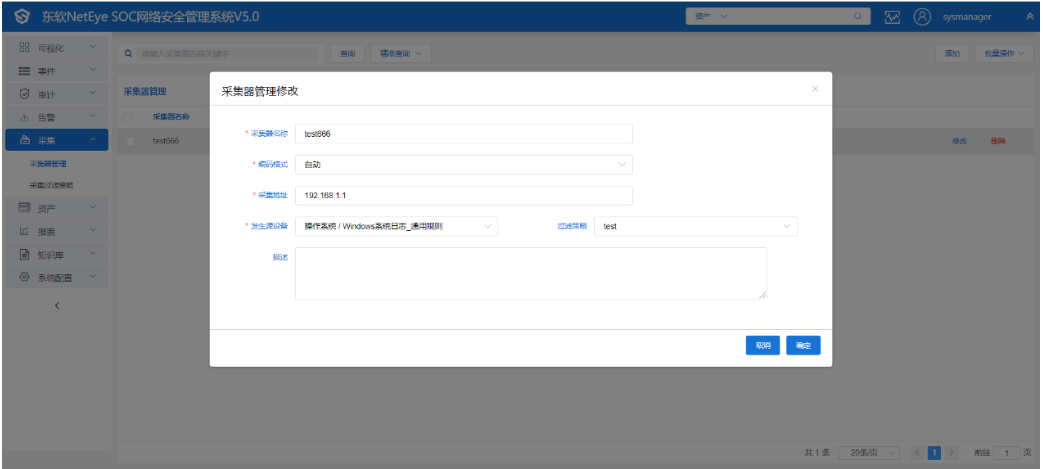 东软NetEye SOC网络安全管理系统V5.0
资产
sysmanager
可视化
事件
审计
告警
采集
采集器管理
采集过滤策略
资产
报表
知识库
系统配置
请输入采集器名称关键字
查询
精准查询
添加
批量操作
采集器管理
采集器名称
test666
修改
删除
采集器管理修改
* 采集器名称 test666
* 编码格式 自动
* 采集地址 192.168.1.1
* 发生源设备 操作系统 / Windows系统日志_通用规则
过滤策略 test
描述
取消
确定
共 1 条
20条/页
1
前往 1 页